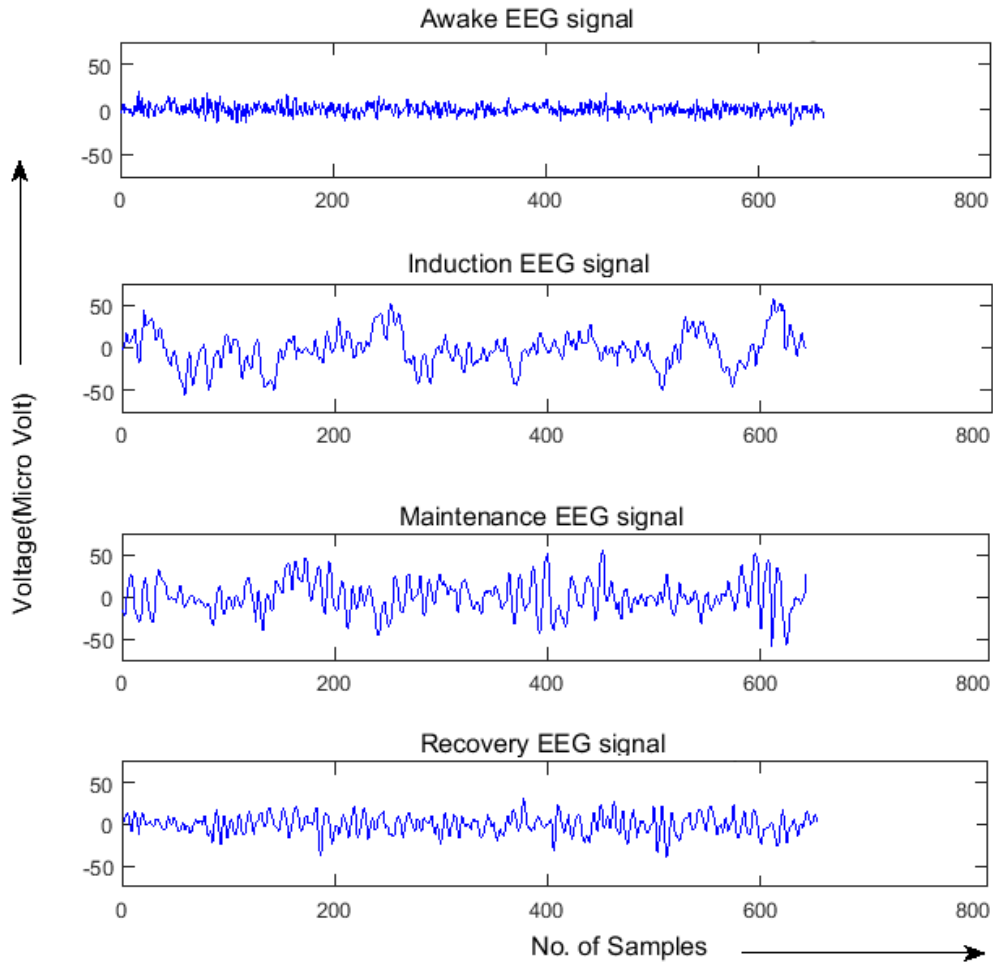 Awake EEG signal
50
0
-50
0 200 400 600 800
Induction EEG signal
50
0
-50
0 200 400 600 800
Voltage(Micro Volt)
Maintenance EEG signal
50
0
-50
0 200 400 600 800
Recovery EEG signal
50
0
-50
0 200 400 600 800
No. of Samples